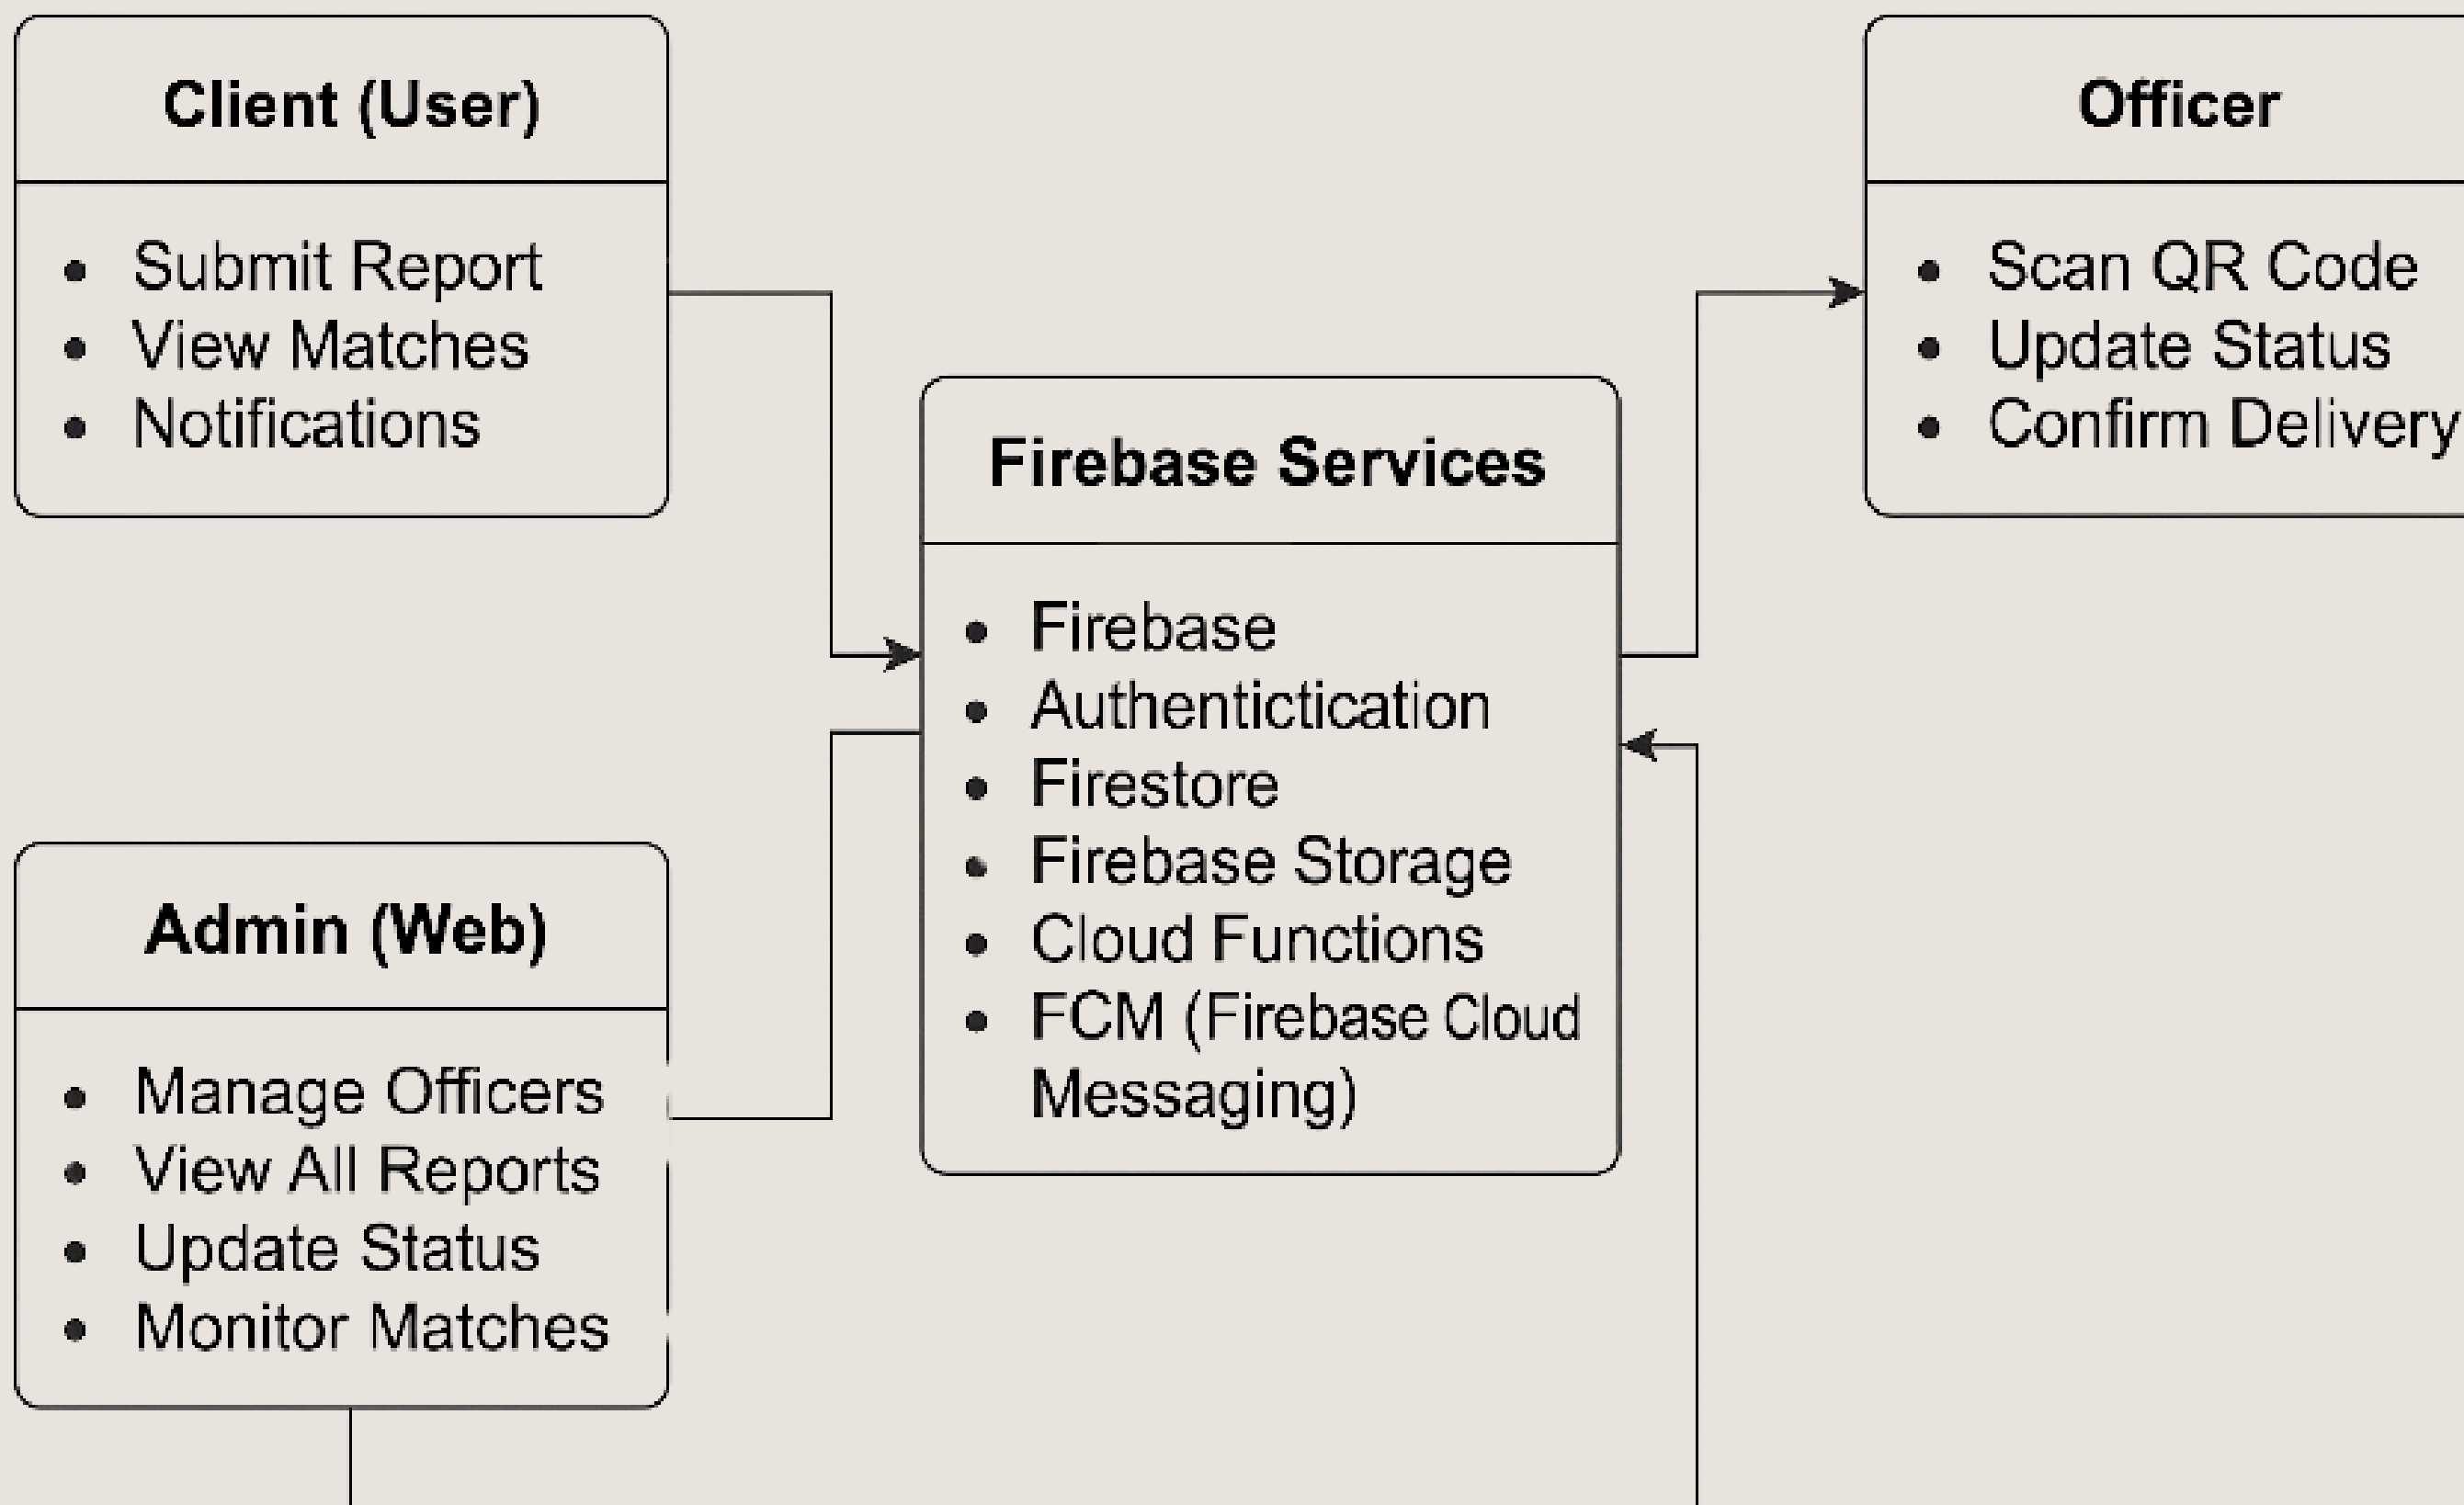 Client (User)
• Submit Report
• View Matches
• Notifications
Officer
• Scan QR Code
• Update Status
• Confirm Delivery
Firebase Services
• Firebase
• Authentictication
• Firestore
• Firebase Storage
• Cloud Functions
• FCM (Firebase Cloud
Messaging)
Admin (Web)
• Manage Officers
• View All Reports
• Update Status
• Monitor Matches